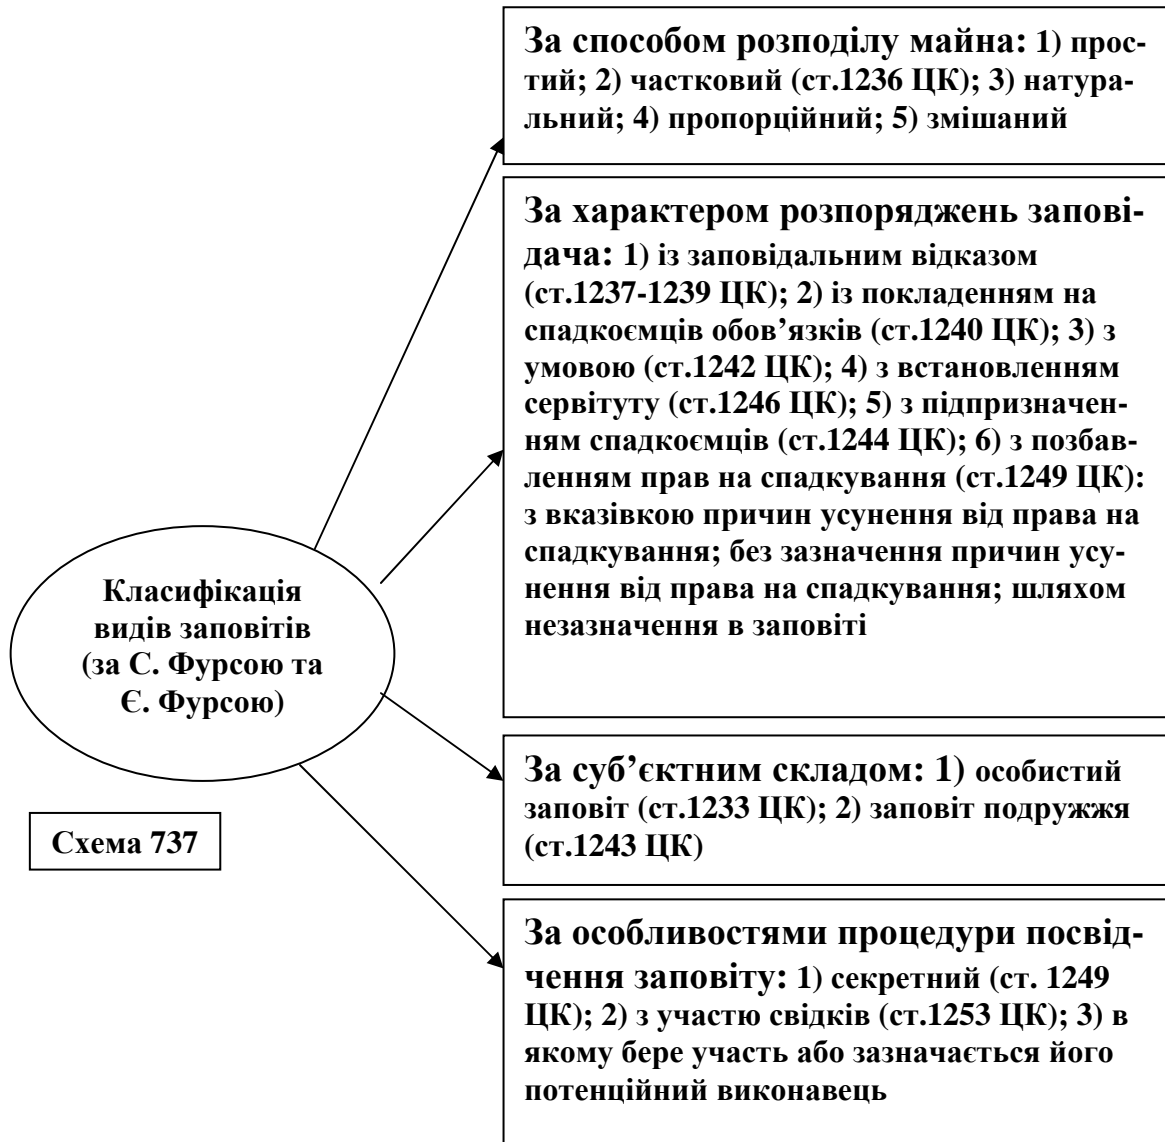 За способом розподілу майна: 1) прос-
тий; 2) частковий (ст.1236 ЦК); 3) натура-
льний; 4) пропорційний; 5) змішаний
За характером розпоряджень запові-
дача: 1) із заповідальним відказом
(ст.1237-1239 ЦК); 2) із покладенням на
спадкоємців обов’язків (ст.1240 ЦК); 3) з
умовою (ст.1242 ЦК); 4) з встановленням
сервітуту (ст.1246 ЦК); 5) з підпризначен-
ням спадкоємців (ст.1244 ЦК); 6) з позбав-
ленням прав на спадкування (ст.1249 ЦК):
з вказівкою причин усунення від права на
спадкування; без зазначення причин усу-
нення від права на спадкування; шляхом
незазначення в заповіті
Класифікація
видів заповітів
(за С. Фурсою та
Є. Фурсою)
За суб’єктним складом: 1) особистий
заповіт (ст.1233 ЦК); 2) заповіт подружжя
(ст.1243 ЦК)
Схема 737
За особливостями процедури посвід-
чення заповіту: 1) секретний (ст. 1249
ЦК); 2) з участю свідків (ст.1253 ЦК); 3) в
якому бере участь або зазначається його
потенційний виконавець